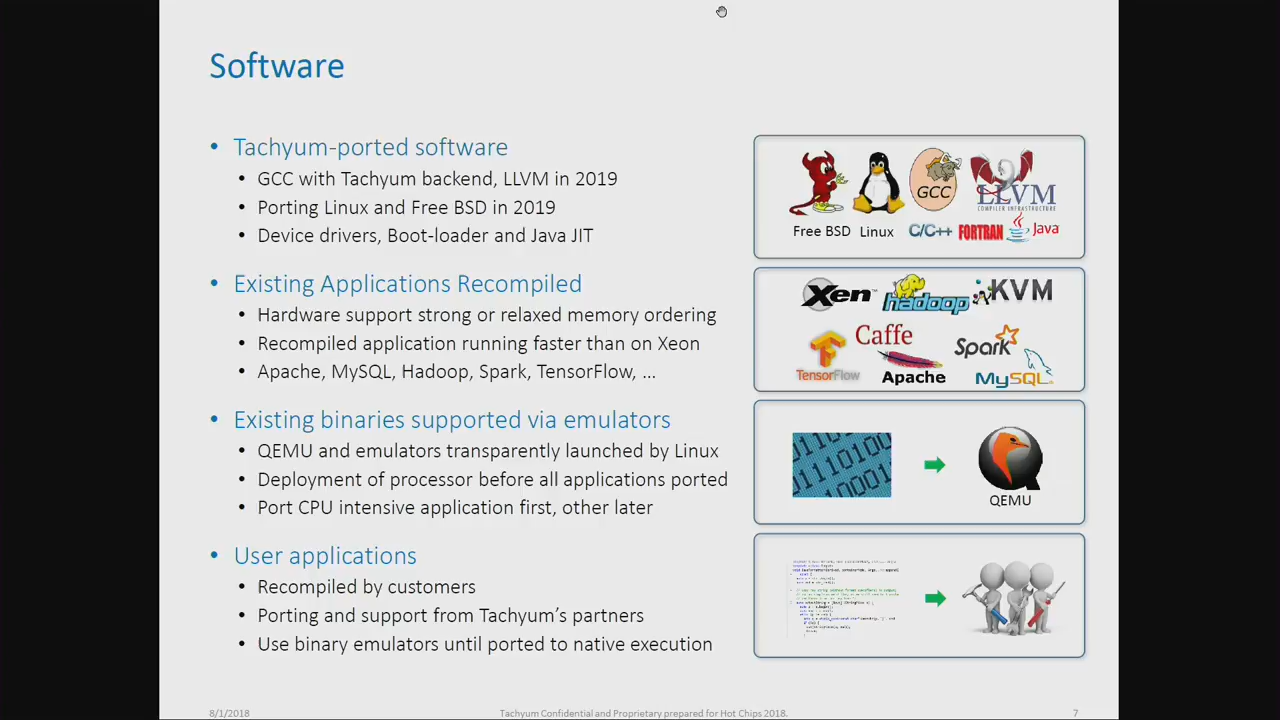 Software
• Tachyum-ported software
• GCC with Tachyum backend, LLVM in 2019
• Porting Linux and Free BSD in 2019
• Device drivers, Boot-loader and Java JIT
GCC
LLVM
COMPILER INFRASTRUCTURE
Free BSD Linux C/C++ FORTRAN Java
• Existing Applications Recompiled
• Hardware support strong or relaxed memory ordering
• Recompiled application running faster than on Xeon
• Apache, MySQL, Hadoop, Spark, TensorFlow, ...
Xen™ hadoop KVM
Caffe Spark
TensorFlow Apache MySQL
• Existing binaries supported via emulators
• QEMU and emulators transparently launched by Linux
• Deployment of processor before all applications ported
• Port CPU intensive application first, other later
QEMU
• User applications
• Recompiled by customers
• Porting and support from Tachyum’s partners
• Use binary emulators until ported to native execution
8/1/2018 Tachyum Confidential and Proprietary prepared for Hot Chips 2018. 7